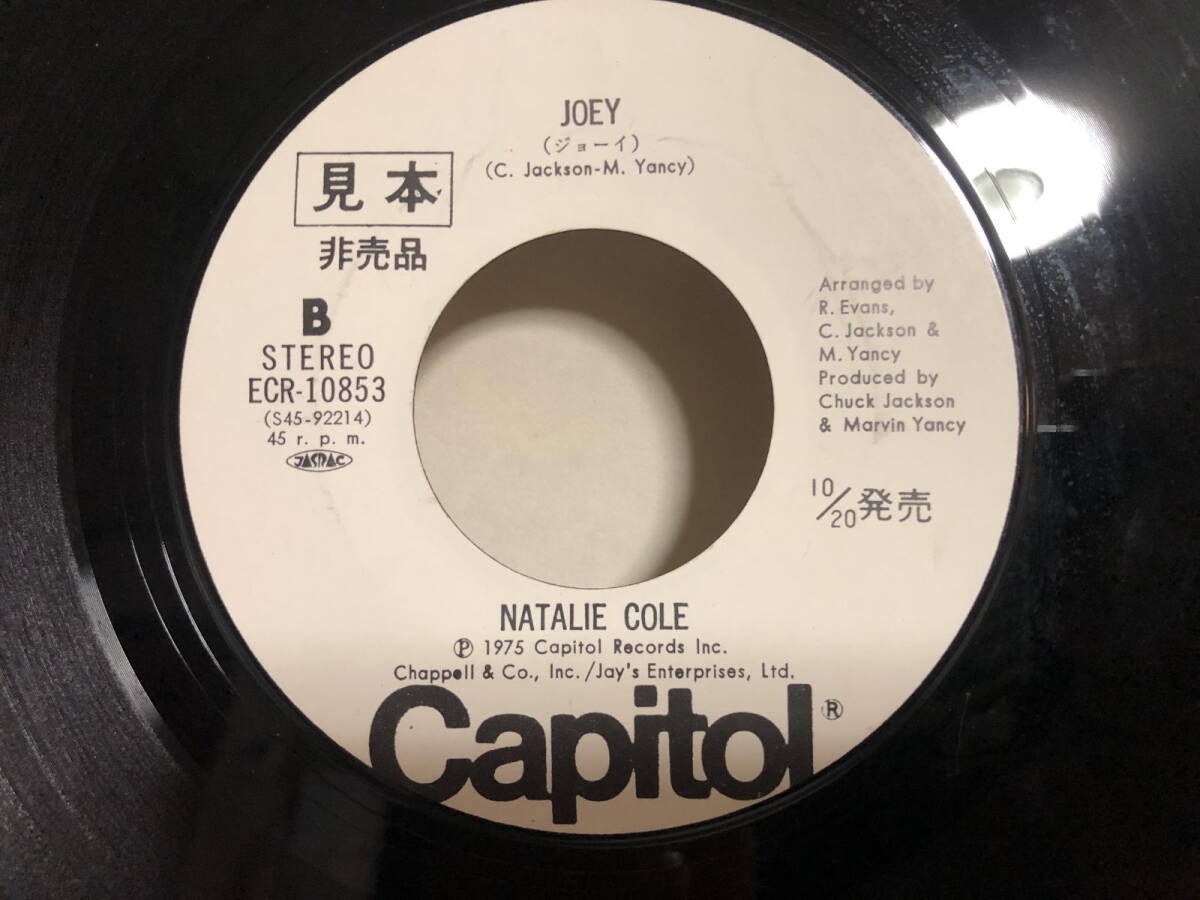 JOEY
(ジョーイ)
(C. Jackson-M. Yancy)
見本
非売品
B
STEREO
ECR-10853
(S45-92214)
45 r. p. m.
JASRAC
Arranged by
R. Evans,
C. Jackson &
M. Yancy
Produced by
Chuck Jackson
& Marvin Yancy
10/20発売
NATALIE COLE
Ⓟ 1975 Capitol Records Inc.
Chappell & Co., Inc./Jay's Enterprises, Ltd.
Capitol®